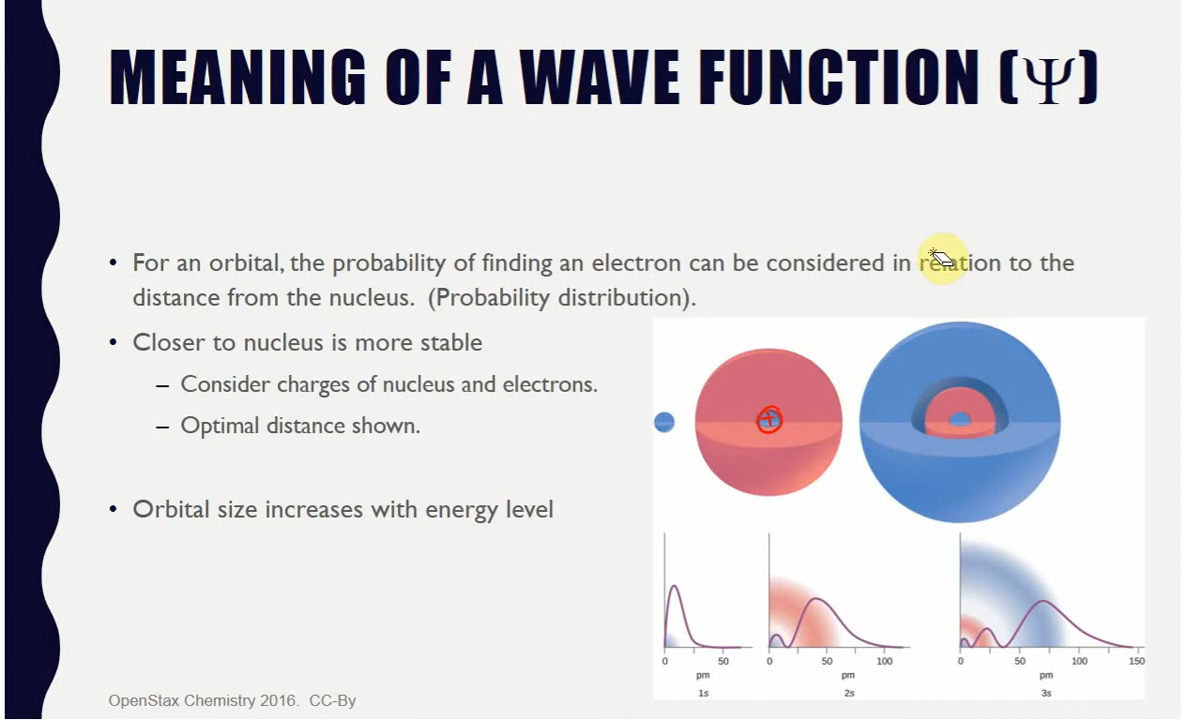 MEANING OF A WAVE FUNCTION (Ψ)
• For an orbital, the probability of finding an electron can be considered in relation to the
distance from the nucleus. (Probability distribution).
• Closer to nucleus is more stable
– Consider charges of nucleus and electrons.
– Optimal distance shown.
• Orbital size increases with energy level
+
0 50
pm
1s
0 50 100
pm
2s
0 50 100 150
pm
3s
OpenStax Chemistry 2016. CC-By